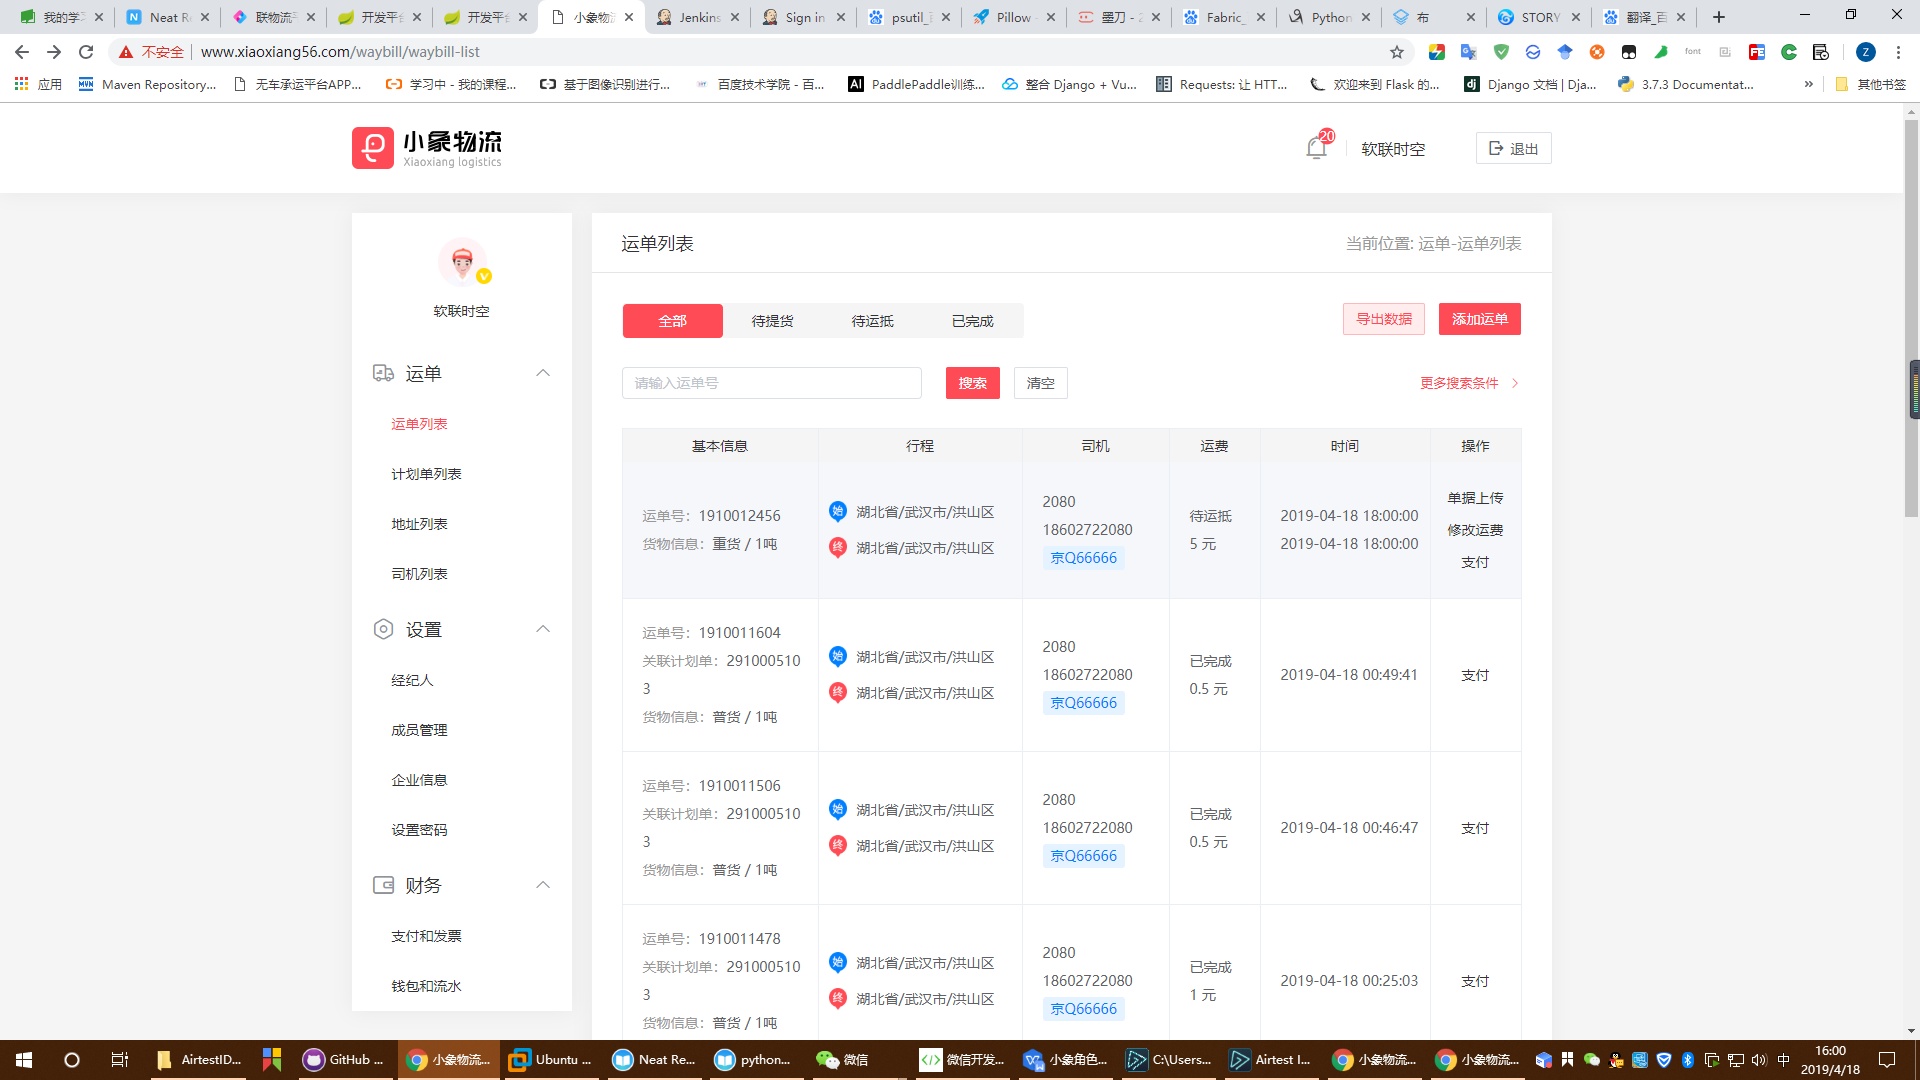 我的学习
Neat Re
联物流平
开发平台
开发平台
小象物流
Jenkins
Sign in
psutil_百
Pillow
墨刀 - 2
Fabric_
Python
布
STORY
翻译_百
不安全 www.xiaoxiang56.com/waybill/waybill-list
应用
Maven Repository...
无车承运平台APP...
学习中 - 我的课程...
基于图像识别进行...
百度技术学院 - 百...
PaddlePaddle训练...
整合 Django + Vu...
Requests: 让 HTT...
欢迎来到 Flask 的...
Django 文档 | Dja...
3.7.3 Documentat...
»
其他书签
小象物流
Xiaoxiang logistics
20
软联时空
退出
软联时空
运单
运单列表
计划单列表
地址列表
司机列表
设置
经纪人
成员管理
企业信息
设置密码
财务
支付和发票
钱包和流水
运单列表
当前位置: 运单-运单列表
全部 待提货 待运抵 已完成
导出数据 添加运单
请输入运单号 搜索 清空 更多搜索条件
基本信息 行程 司机 运费 时间 操作
运单号：1910012456
货物信息：重货 / 1吨
始 湖北省/武汉市/洪山区
终 湖北省/武汉市/洪山区
2080
18602722080
京Q66666
待运抵
5 元
2019-04-18 18:00:00
2019-04-18 18:00:00
单据上传
修改运费
支付
运单号：1910011604
关联计划单：291000510
3
货物信息：普货 / 1吨
始 湖北省/武汉市/洪山区
终 湖北省/武汉市/洪山区
2080
18602722080
京Q66666
已完成
0.5 元
2019-04-18 00:49:41
支付
运单号：1910011506
关联计划单：291000510
3
货物信息：普货 / 1吨
始 湖北省/武汉市/洪山区
终 湖北省/武汉市/洪山区
2080
18602722080
京Q66666
已完成
0.5 元
2019-04-18 00:46:47
支付
运单号：1910011478
关联计划单：291000510
3
货物信息：普货 / 1吨
始 湖北省/武汉市/洪山区
终 湖北省/武汉市/洪山区
2080
18602722080
京Q66666
已完成
1 元
2019-04-18 00:25:03
支付
AirtestID...
GitHub ...
小象物流...
Ubuntu ...
Neat Re...
python...
微信
微信开发...
小象角色...
C:\Users...
Airtest I...
小象物流...
小象物流...
中
16:00
2019/4/18